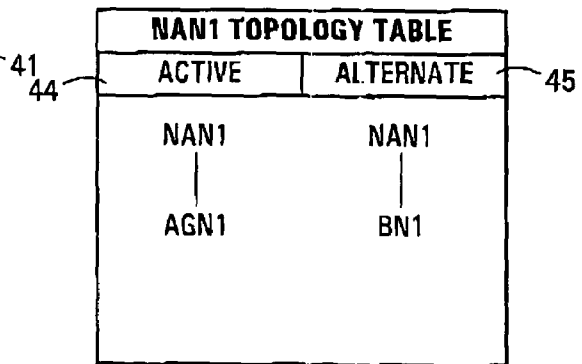 NAN1 TOPOLOGY TABLE
41
44 ACTIVE ALTERNATE 45
NAN1 NAN1
AGN1 BN1